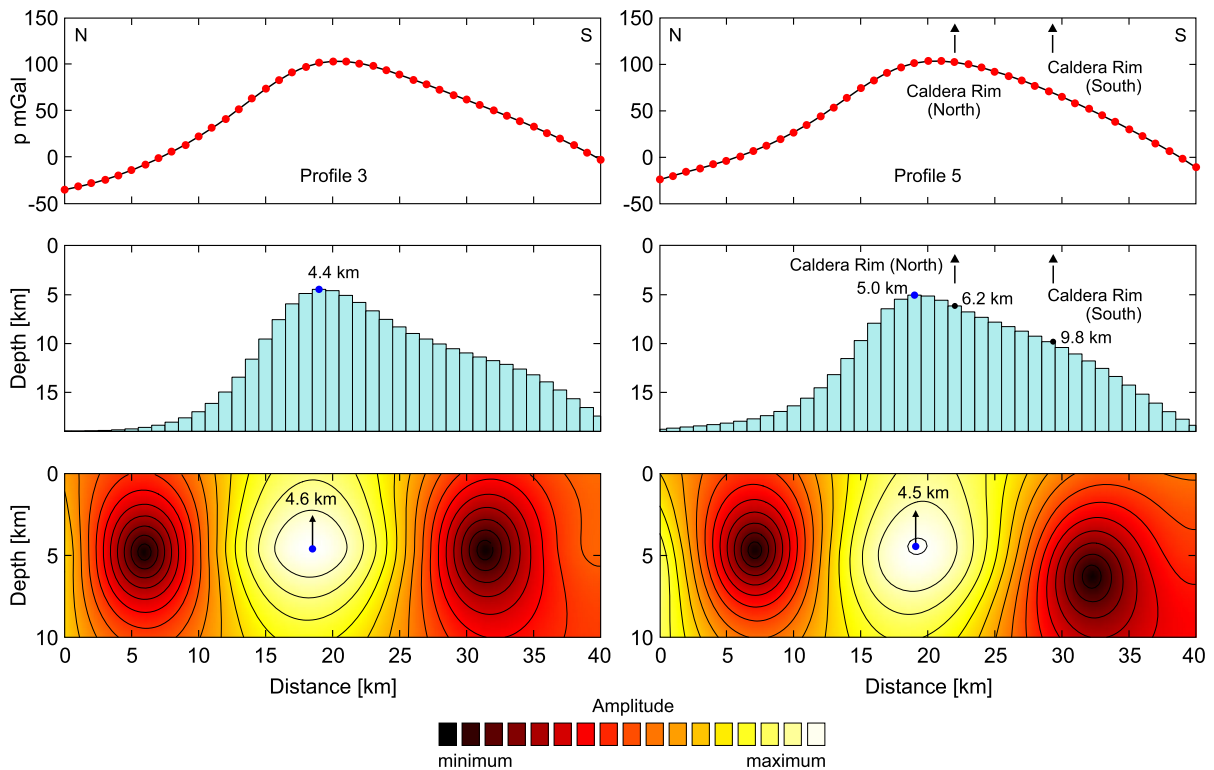 150
100
50
0
-50
p mGal
N
S
Profile 3
150
100
50
0
-50
N
S
Caldera Rim
(North)
Caldera Rim
(South)
Profile 5
0
5
10
15
Depth [km]
4.4 km
0
5
10
15
Caldera Rim (North)
5.0 km
6.2 km
Caldera Rim
(South)
9.8 km
0
5
10
Depth [km]
4.6 km
0 5 10 15 20 25 30 35 40
Distance [km]
0
5
10
4.5 km
0 5 10 15 20 25 30 35 40
Distance [km]
Amplitude
minimum
maximum